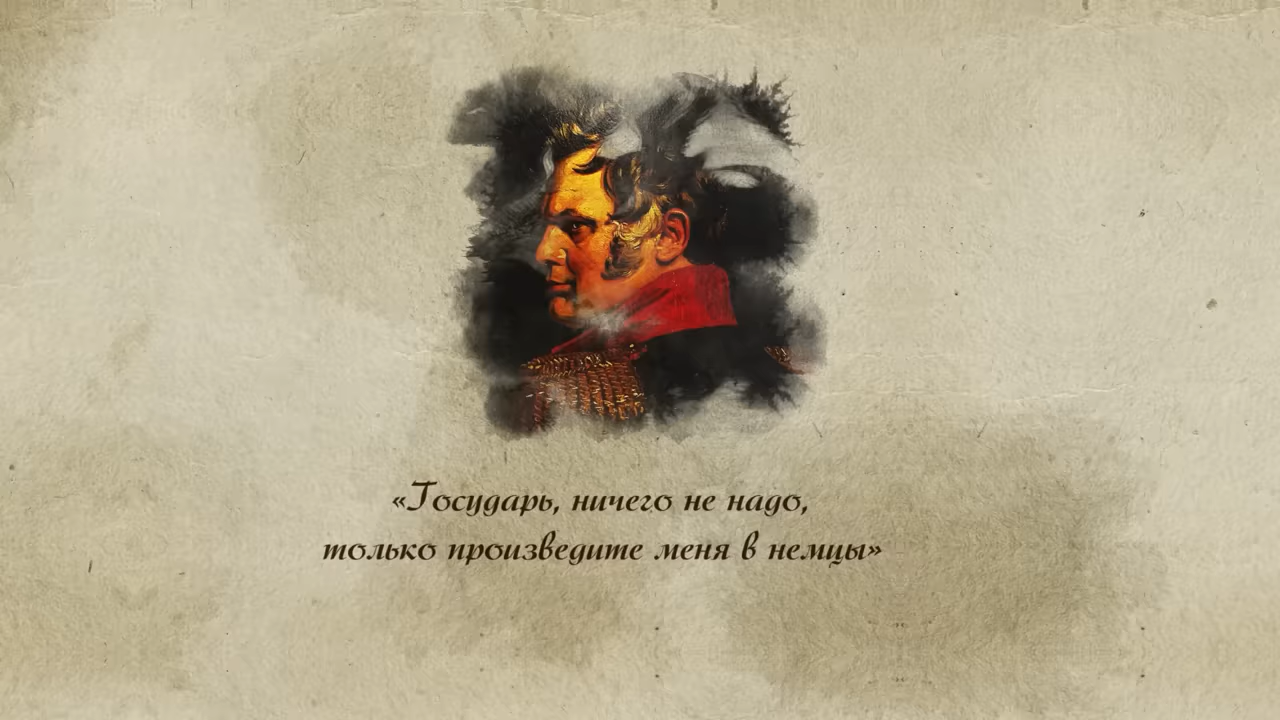 «Государь, ничего не надо,
только произведите меня в немцы»